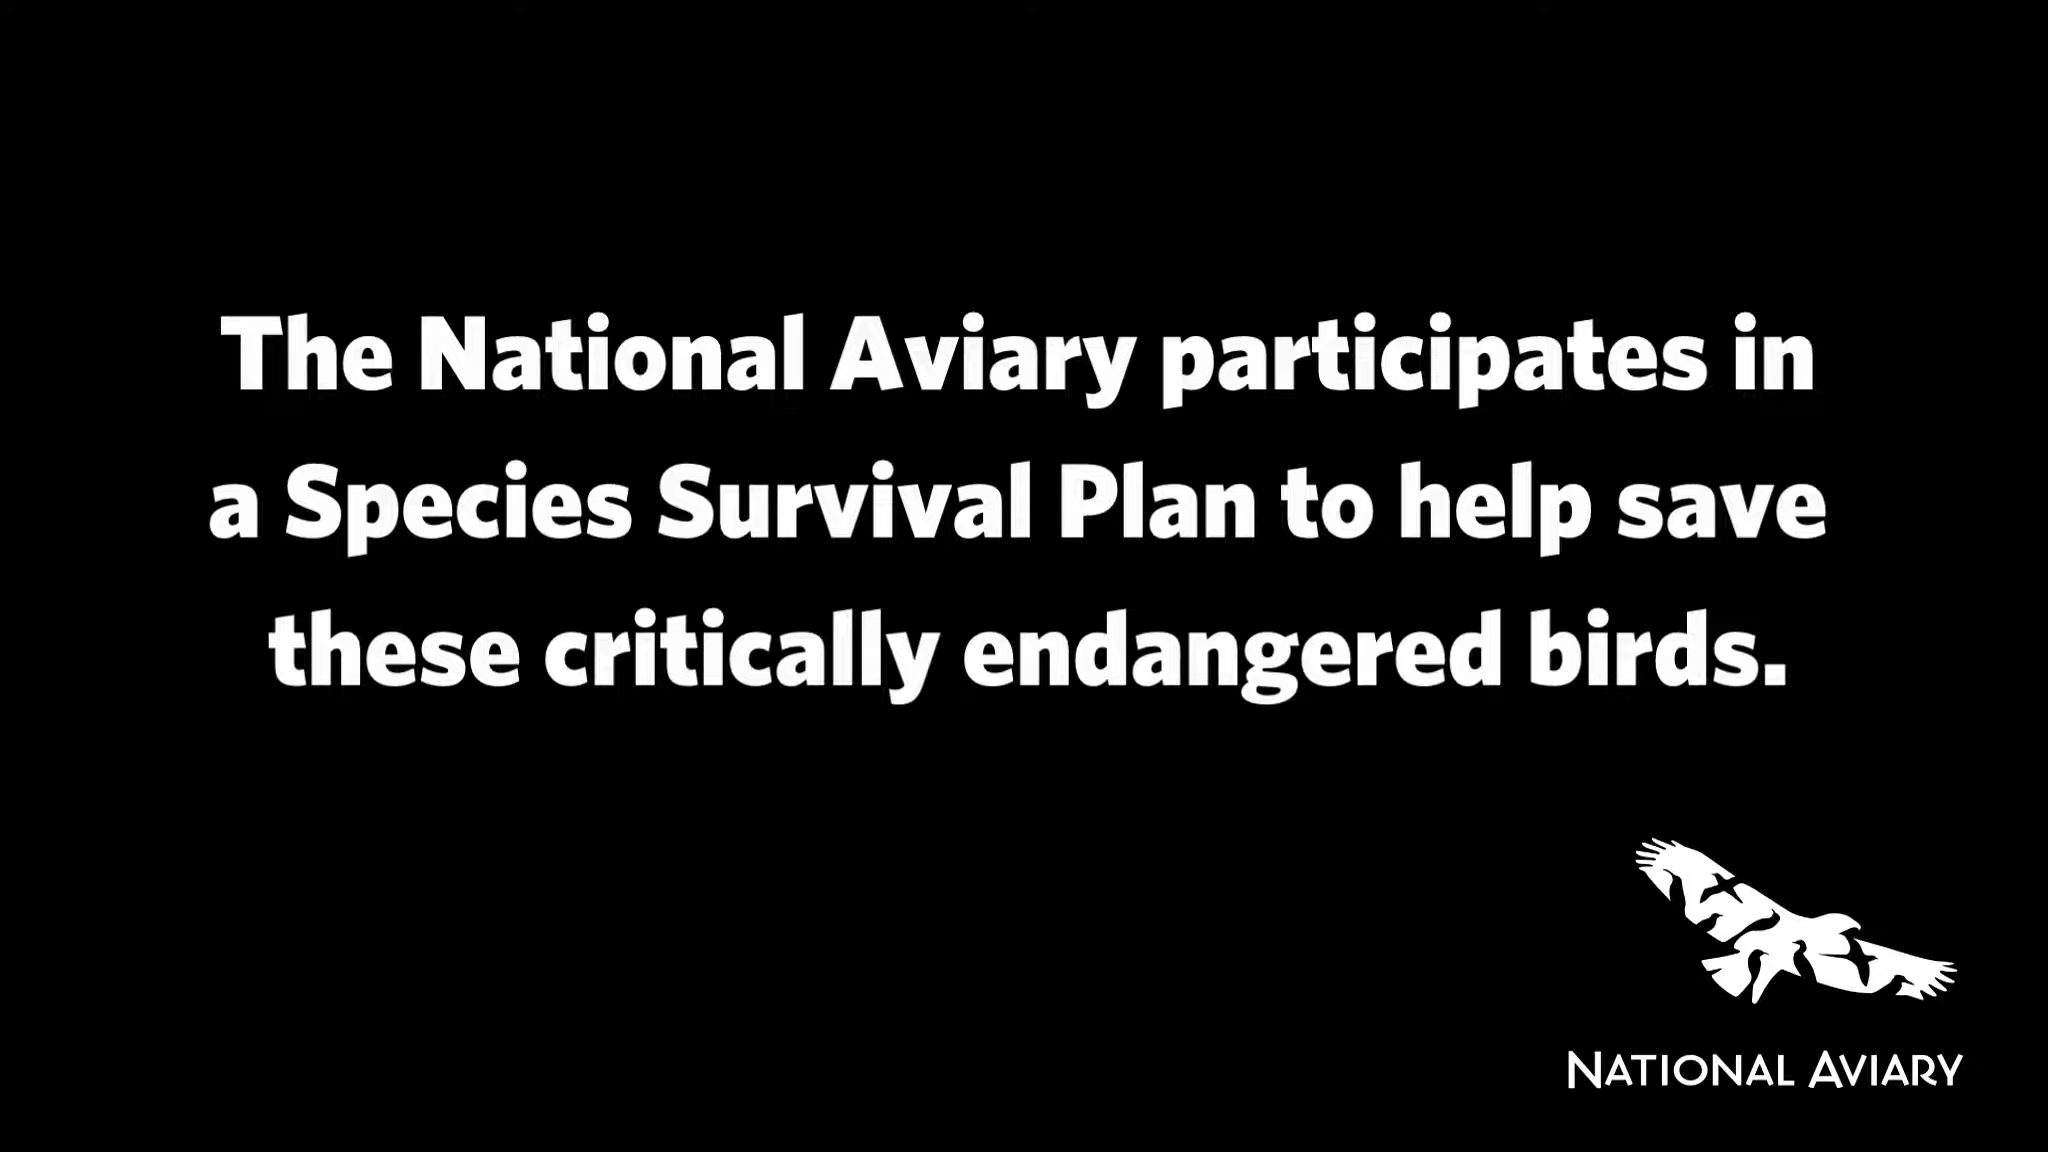 The National Aviary participates in
a Species Survival Plan to help save
these critically endangered birds.
NATIONAL AVIARY